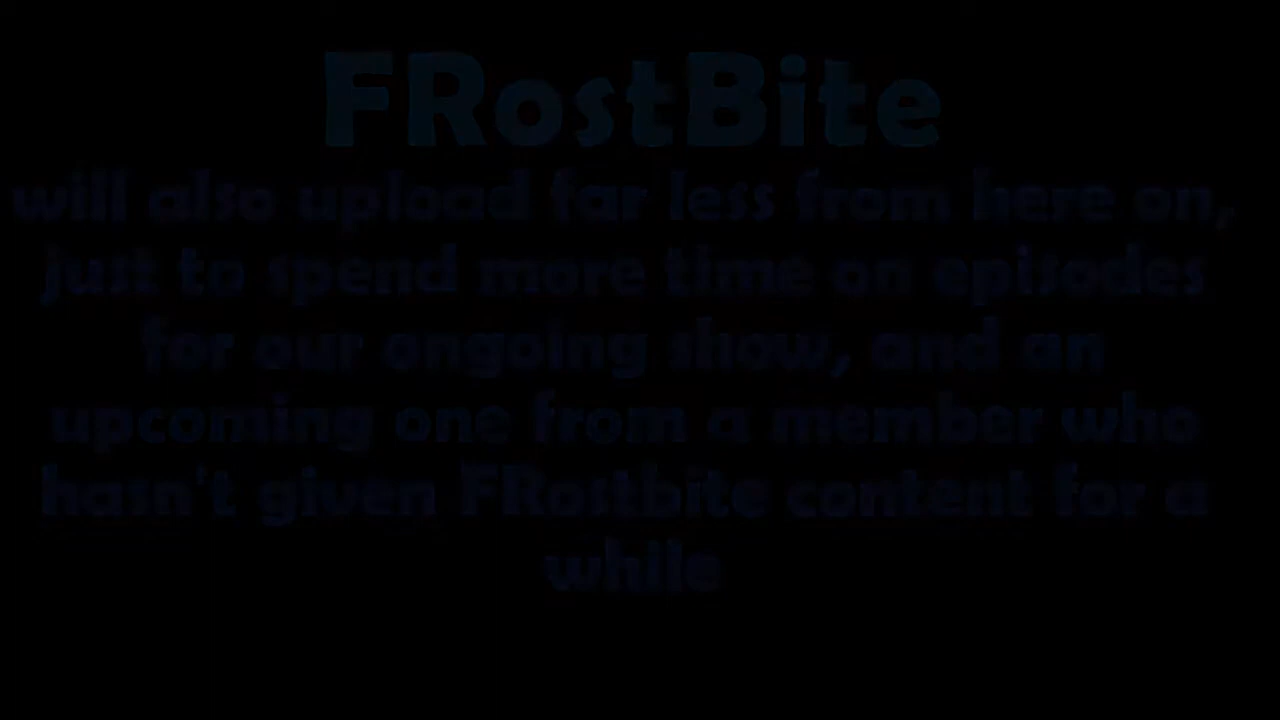 FRostBite
will also upload far less from here on,
just to spend more time on episodes
for our ongoing show, and an
upcoming one from a member who
hasn't given FRostbite content for a
while